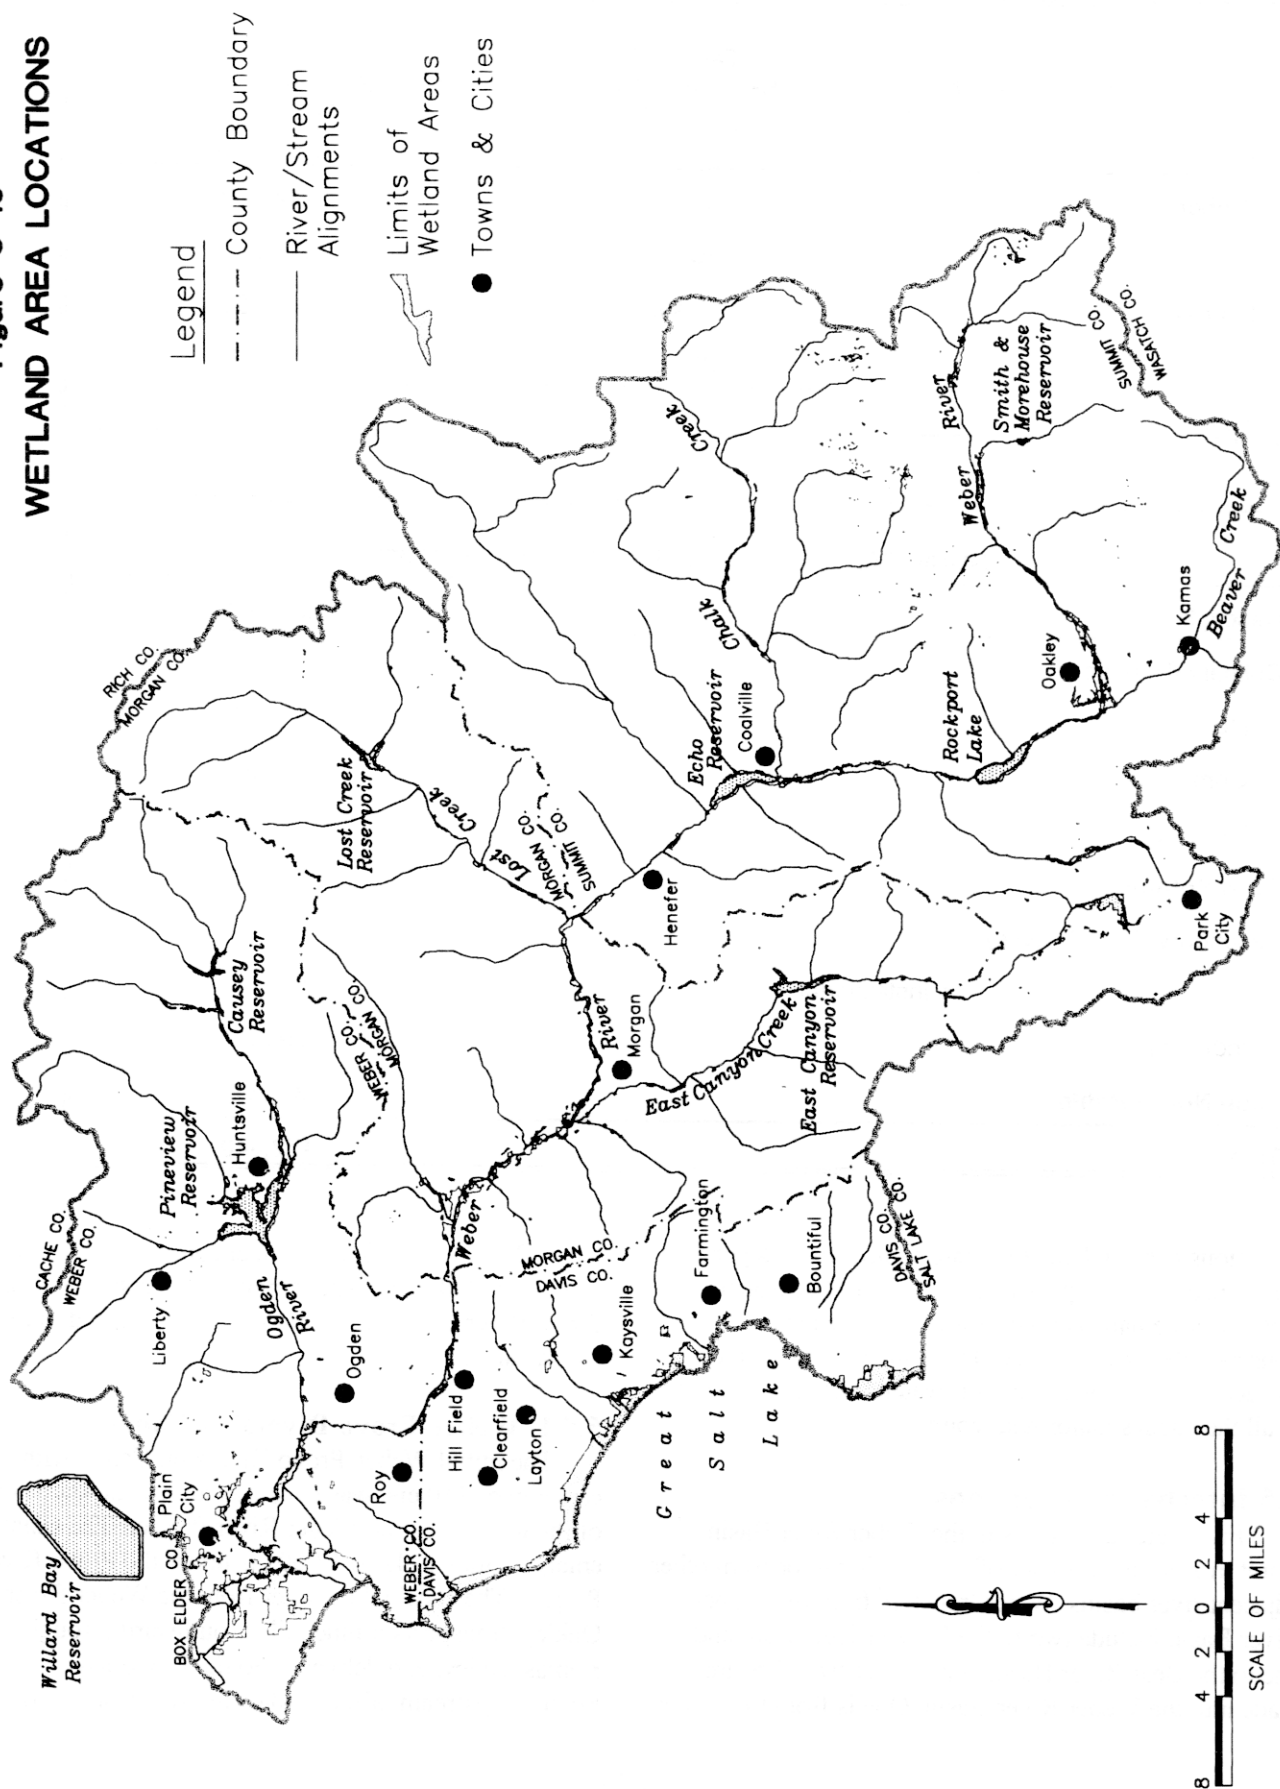 WETLAND AREA LOCATIONS
Legend
County Boundary
River/Stream
Alignments
Limits of
Wetland Areas
Towns & Cities
Willard Bay
Reservoir
BOX ELDER CO.
Plain
City
CACHE CO.
WEBER CO.
Liberty
Pineview
Reservoir
Huntsville
Causey
Reservoir
RICH CO.
MORGAN CO.
Ogden
River
Ogden
Roy
WEBER CO.
DAVIS CO.
Hill Field
Clearfield
Layton
Kaysville
Weber
WEBER CO.
MORGAN CO.
Lost Creek
Reservoir
Lost
Creek
MORGAN CO.
SUMMIT CO.
MORGAN CO.
DAVIS CO.
River
Morgan
Henefer
Echo
Reservoir
Coalville
Chalk
Creek
Great
Salt
Lake
Farmington
Bountiful
DAVIS CO.
SALT LAKE CO.
East Canyon Creek
East Canyon
Reservoir
Rockport
Lake
Oakley
Weber
River
Smith &
Morehouse
Reservoir
SUMMIT CO.
WASATCH CO.
Park
City
Kamas
Beaver
Creek
8 4 2 0 2 4 8
SCALE OF MILES